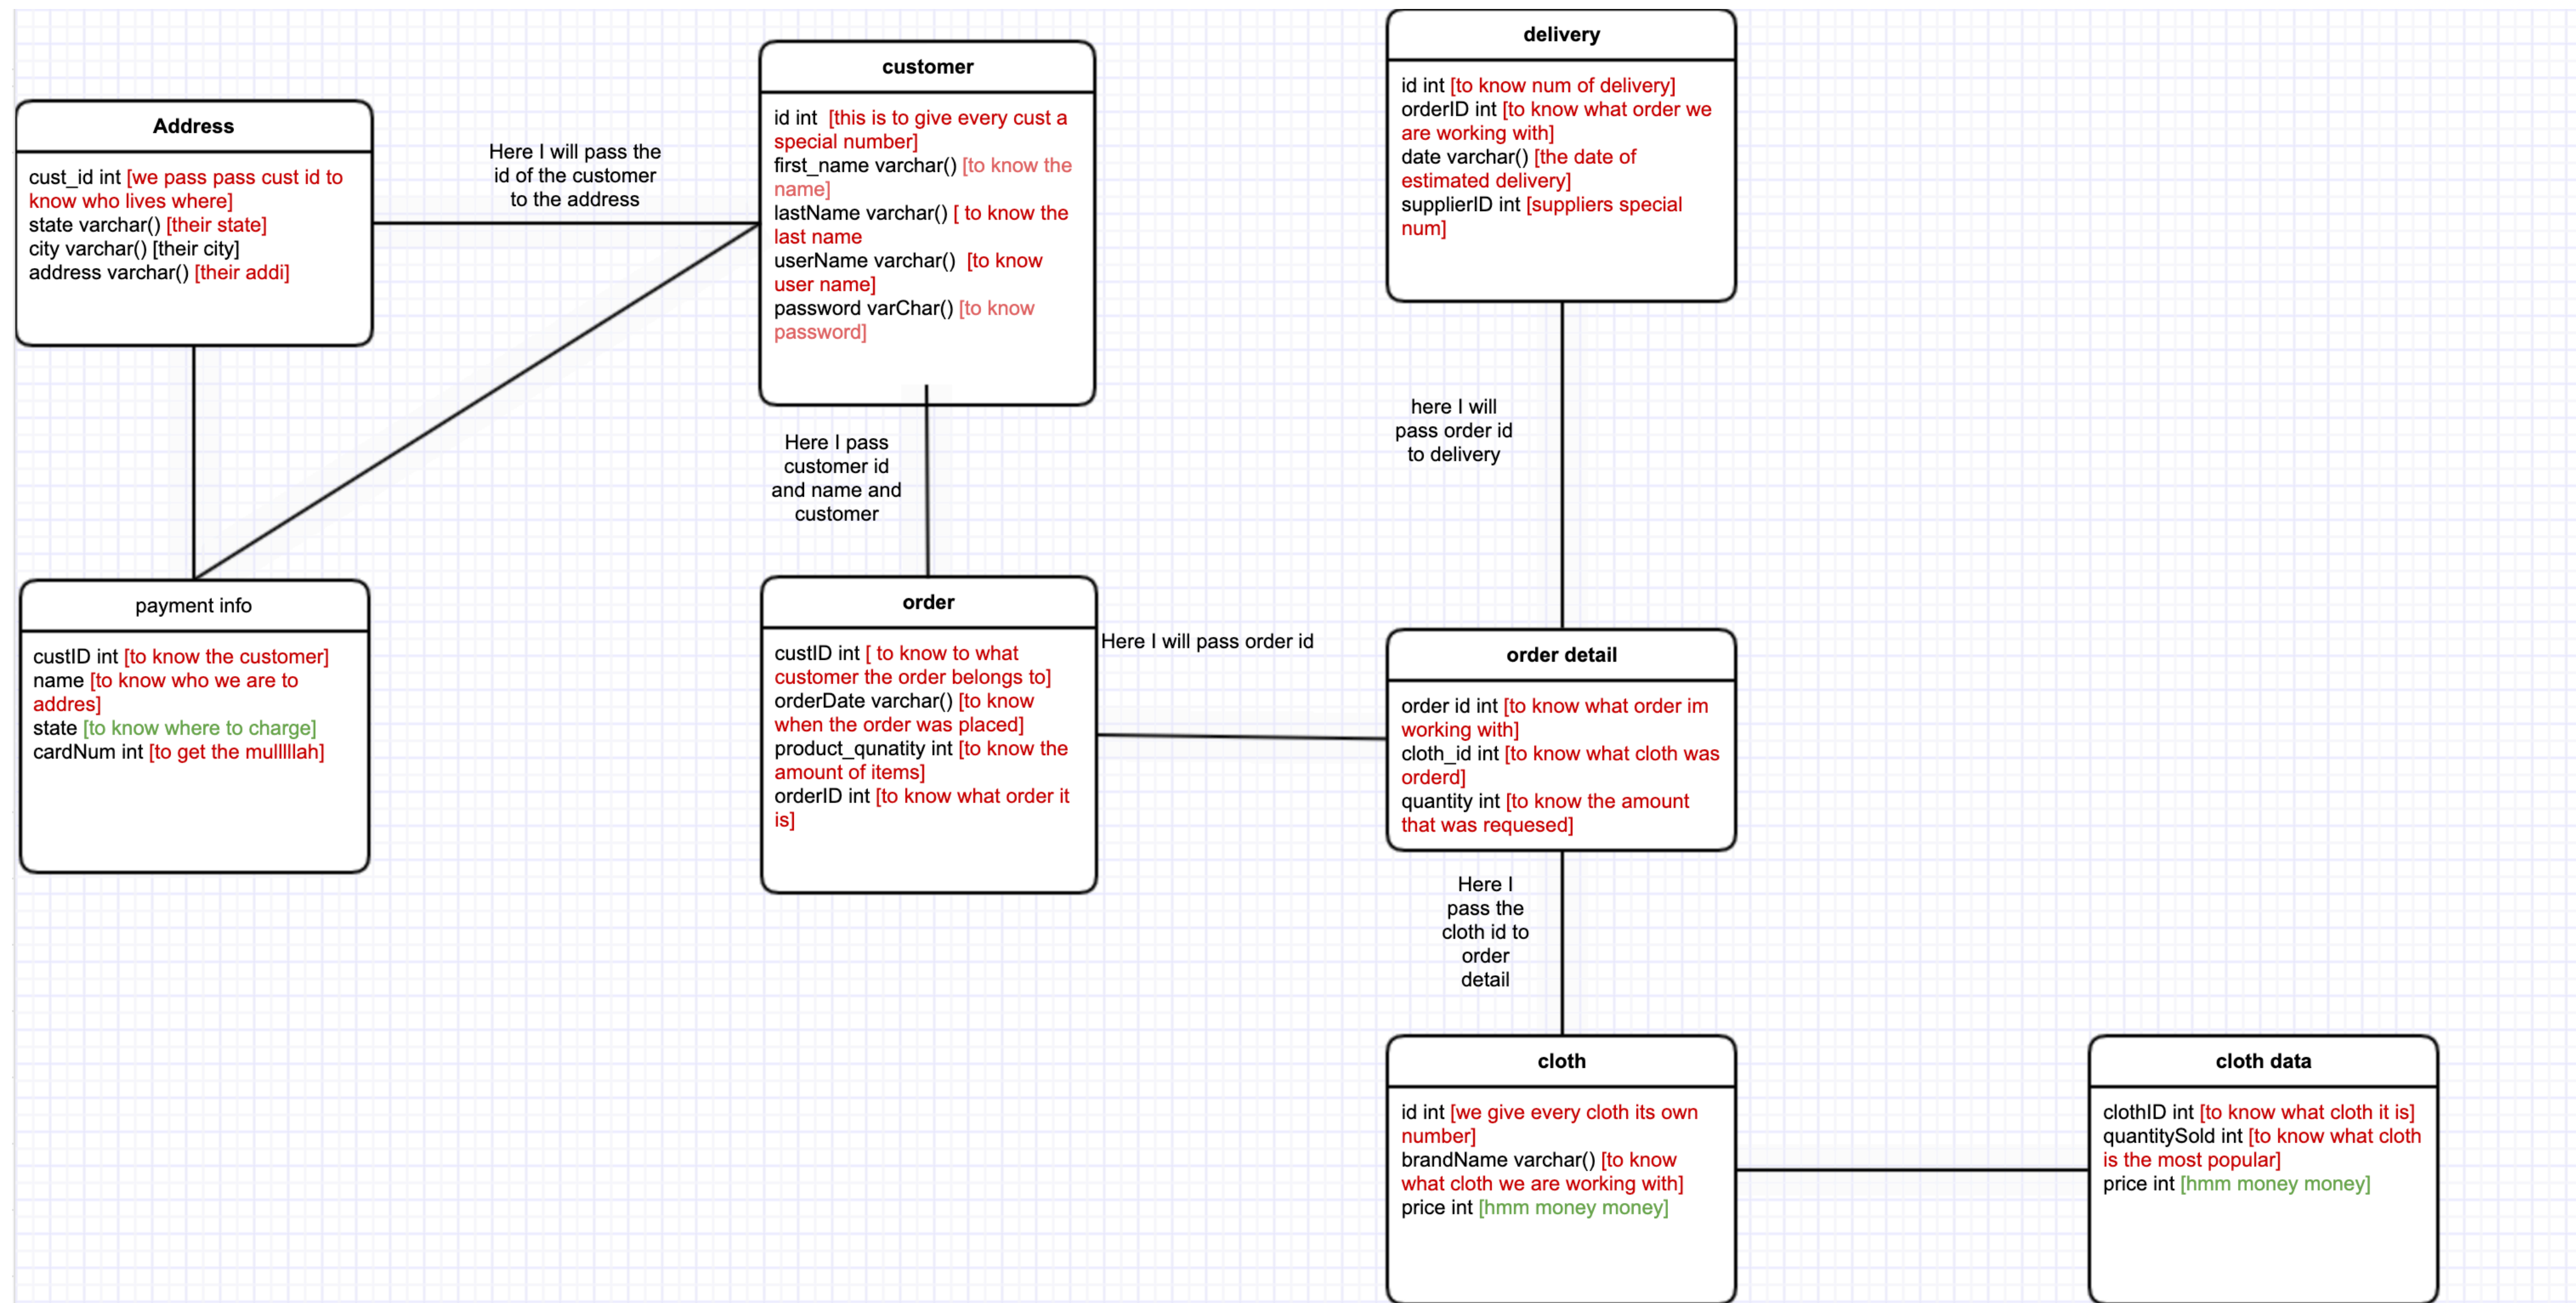 Address
cust_id int [we pass pass cust id to
know who lives where]
state varchar() [their state]
city varchar() [their city]
address varchar() [their addi]
Here I will pass the
id of the customer
to the address
customer
id int [this is to give every cust a
special number]
first_name varchar() [to know the
name]
lastName varchar() [ to know the
last name
userName varchar() [to know
user name]
password varChar() [to know
password]
delivery
id int [to know num of delivery]
orderID int [to know what order we
are working with]
date varchar() [the date of
estimated delivery]
supplierID int [suppliers special
num]
Here I pass
customer id
and name and
customer
here I will
pass order id
to delivery
payment info
custID int [to know the customer]
name [to know who we are to
addres]
state [to know where to charge]
cardNum int [to get the mulllllah]
order
custID int [ to know to what
customer the order belongs to]
orderDate varchar() [to know
when the order was placed]
product_qunatity int [to know the
amount of items]
orderID int [to know what order it
is]
Here I will pass order id
order detail
order id int [to know what order im
working with]
cloth_id int [to know what cloth was
orderd]
quantity int [to know the amount
that was requesed]
Here I
pass the
cloth id to
order
detail
cloth
id int [we give every cloth its own
number]
brandName varchar() [to know
what cloth we are working with]
price int [hmm money money]
cloth data
clothID int [to know what cloth it is]
quantitySold int [to know what cloth
is the most popular]
price int [hmm money money]